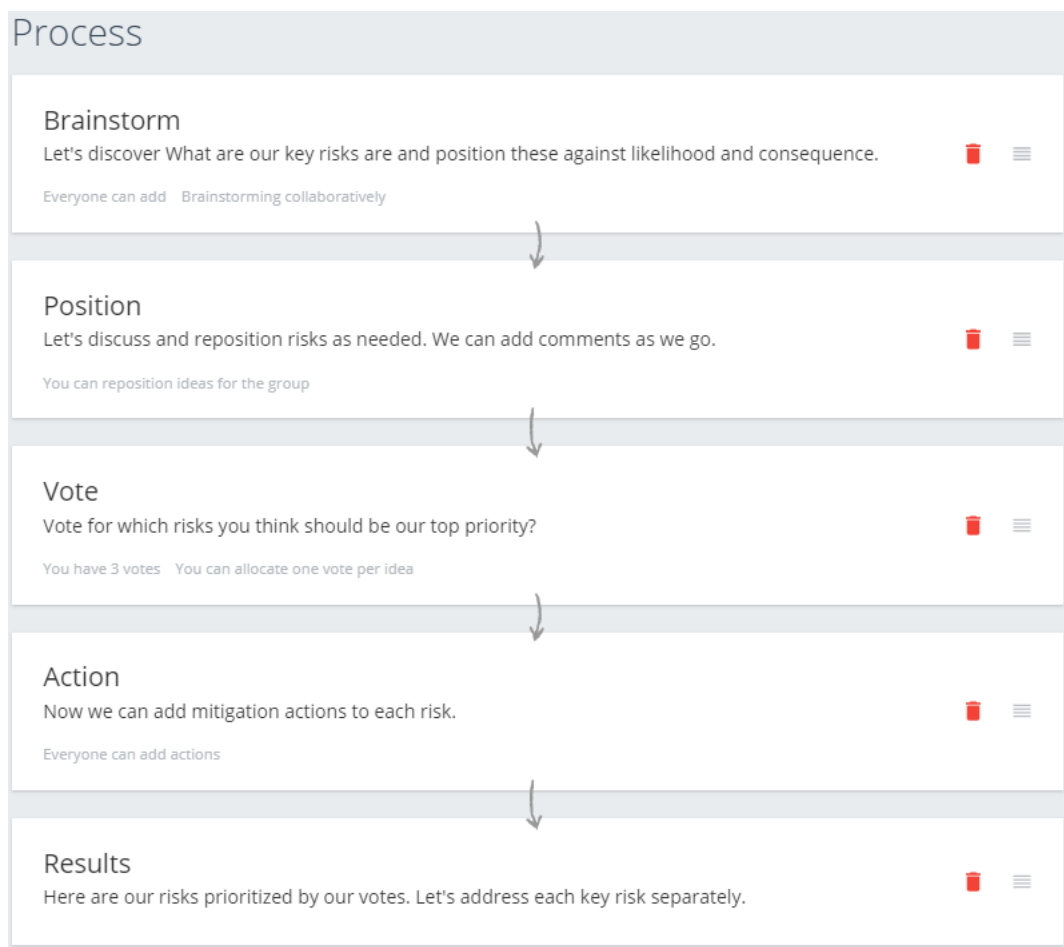 Process
Brainstorm
Let's discover What are our key risks are and position these against likelihood and consequence.
Everyone can add Brainstorming collaboratively
Position
Let's discuss and reposition risks as needed. We can add comments as we go.
You can reposition ideas for the group
Vote
Vote for which risks you think should be our top priority?
You have 3 votes You can allocate one vote per idea
Action
Now we can add mitigation actions to each risk.
Everyone can add actions
Results
Here are our risks prioritized by our votes. Let's address each key risk separately.